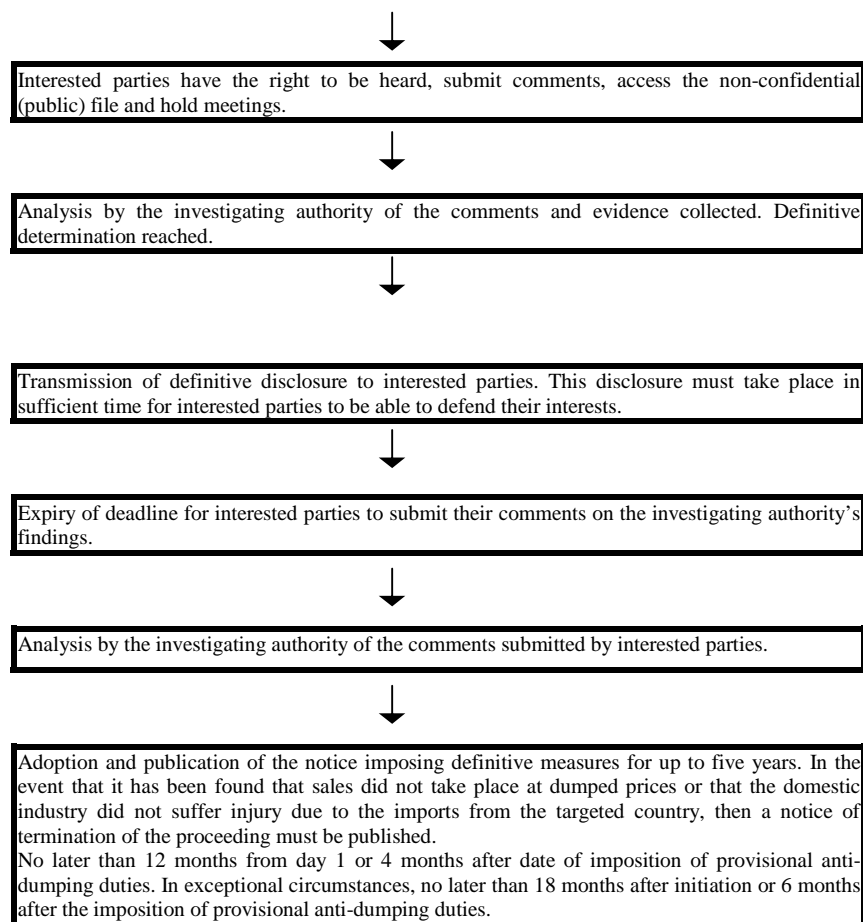 Interested parties have the right to be heard, submit comments, access the non-confidential
(public) file and hold meetings.
Analysis by the investigating authority of the comments and evidence collected. Definitive
determination reached.
Transmission of definitive disclosure to interested parties. This disclosure must take place in
sufficient time for interested parties to be able to defend their interests.
Expiry of deadline for interested parties to submit their comments on the investigating authority's
findings.
Analysis by the investigating authority of the comments submitted by interested parties.
Adoption and publication of the notice imposing definitive measures for up to five years. In the
event that it has been found that sales did not take place at dumped prices or that the domestic
industry did not suffer injury due to the imports from the targeted country, then a notice of
termination of the proceeding must be published.
No later than 12 months from day 1 or 4 months after date of imposition of provisional anti-
dumping duties. In exceptional circumstances, no later than 18 months after initiation or 6 months
after the imposition of provisional anti-dumping duties.